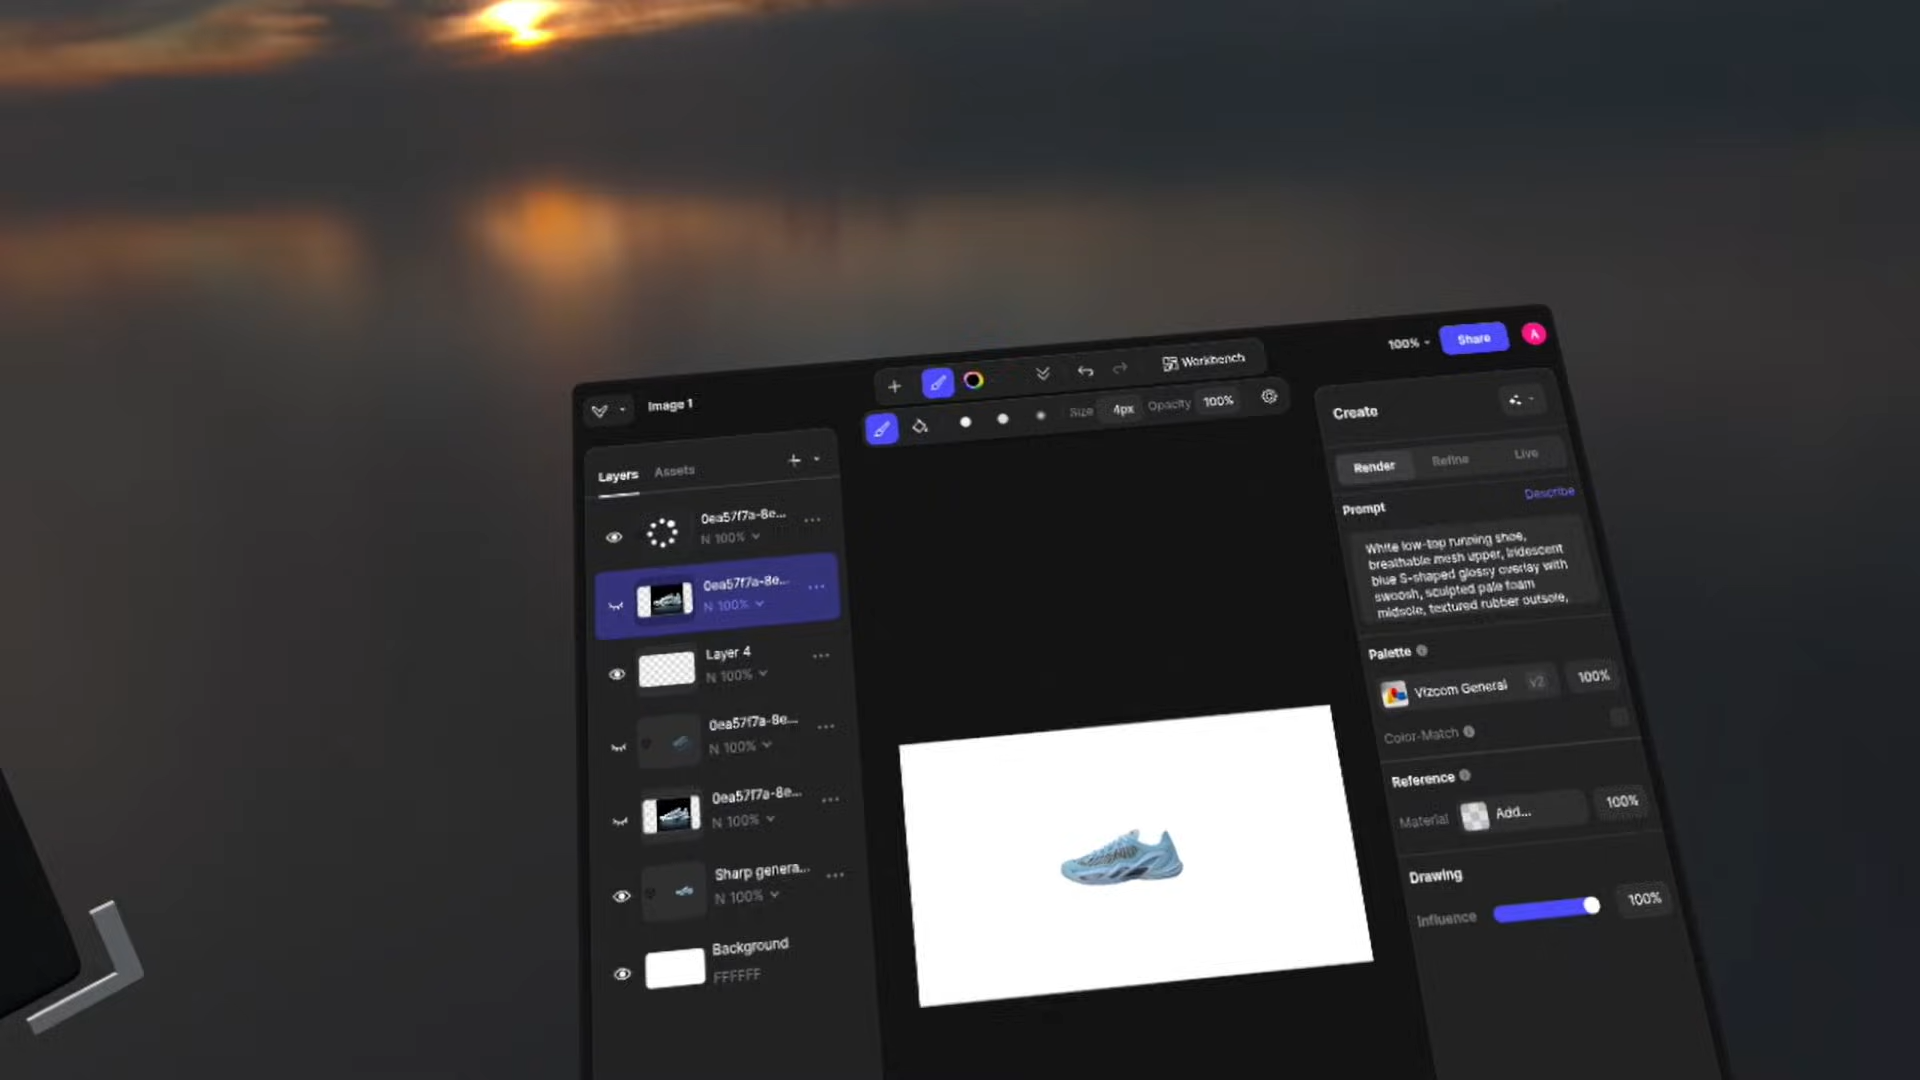 Image 1
Workbench
100%
Share
A
Size 4px Opacity 100%
Layers Assets
0ea57f7a-8e...
N 100%
0ea57f7a-8e...
N 100%
Layer 4
N 100%
0ea57f7a-8e...
N 100%
0ea57f7a-8e...
N 100%
Sharp genera...
N 100%
Background
FFFFFF
Create
Render Refine Live
Prompt Describe
White low-top running shoe,
breathable mesh upper, iridescent
blue S-shaped glossy overlay with
swoosh, sculpted pale foam
midsole, textured rubber outsole,
Palette
Vizcom General v2 100%
Color-Match
Reference
Material Add... 100%
Drawing
Influence 100%